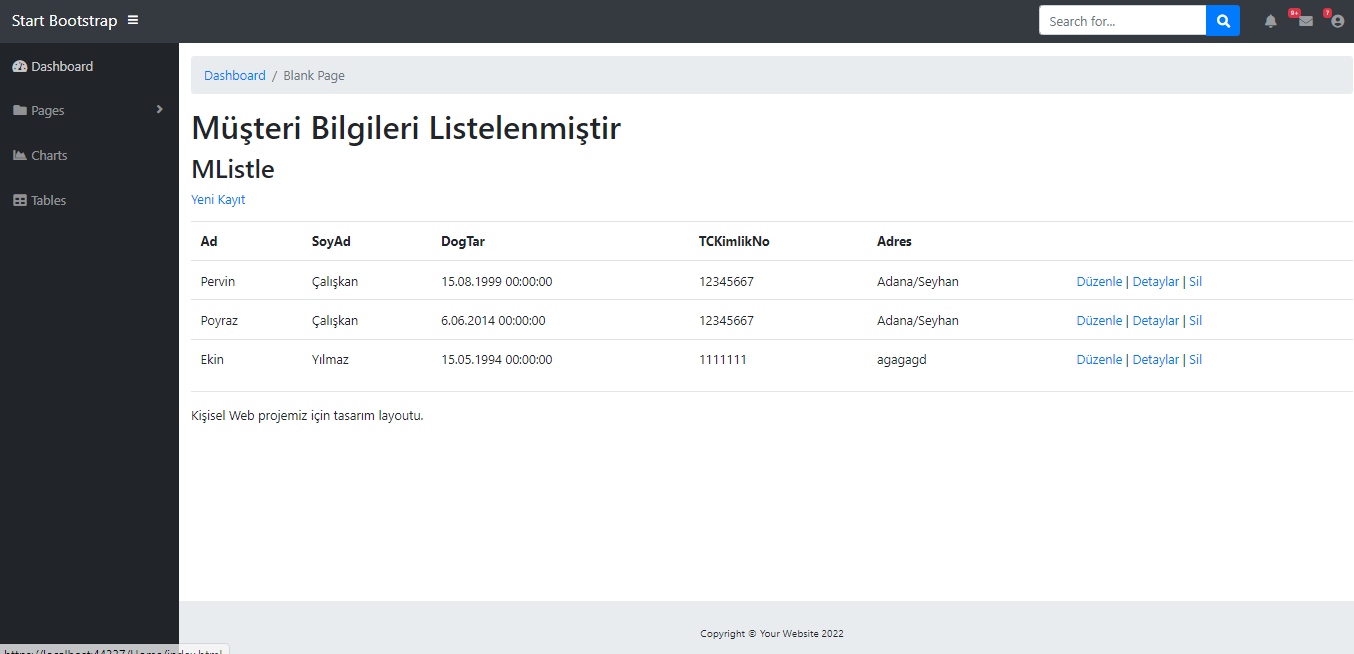 Start Bootstrap
Search for...
9+
7
Dashboard
Pages
Charts
Tables
Dashboard / Blank Page
Müşteri Bilgileri Listelenmiştir
MListle
Yeni Kayıt
Ad SoyAd DogTar TCKimlikNo Adres
Pervin Çalışkan 15.08.1999 00:00:00 12345667 Adana/Seyhan Düzenle | Detaylar | Sil
Poyraz Çalışkan 6.06.2014 00:00:00 12345667 Adana/Seyhan Düzenle | Detaylar | Sil
Ekin Yılmaz 15.05.1994 00:00:00 1111111 agagagd Düzenle | Detaylar | Sil
Kişisel Web projemiz için tasarım layoutu.
Copyright © Your Website 2022